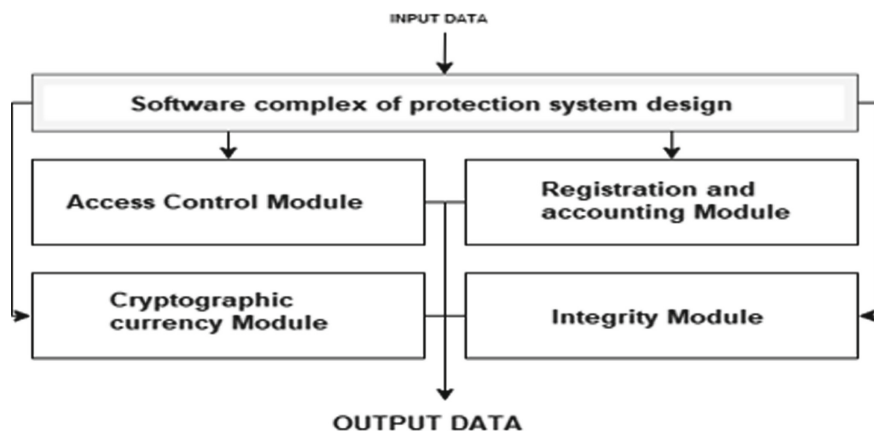 INPUT DATA
Software complex of protection system design
Access Control Module
Registration and
accounting Module
Cryptographic
currency Module
Integrity Module
OUTPUT DATA